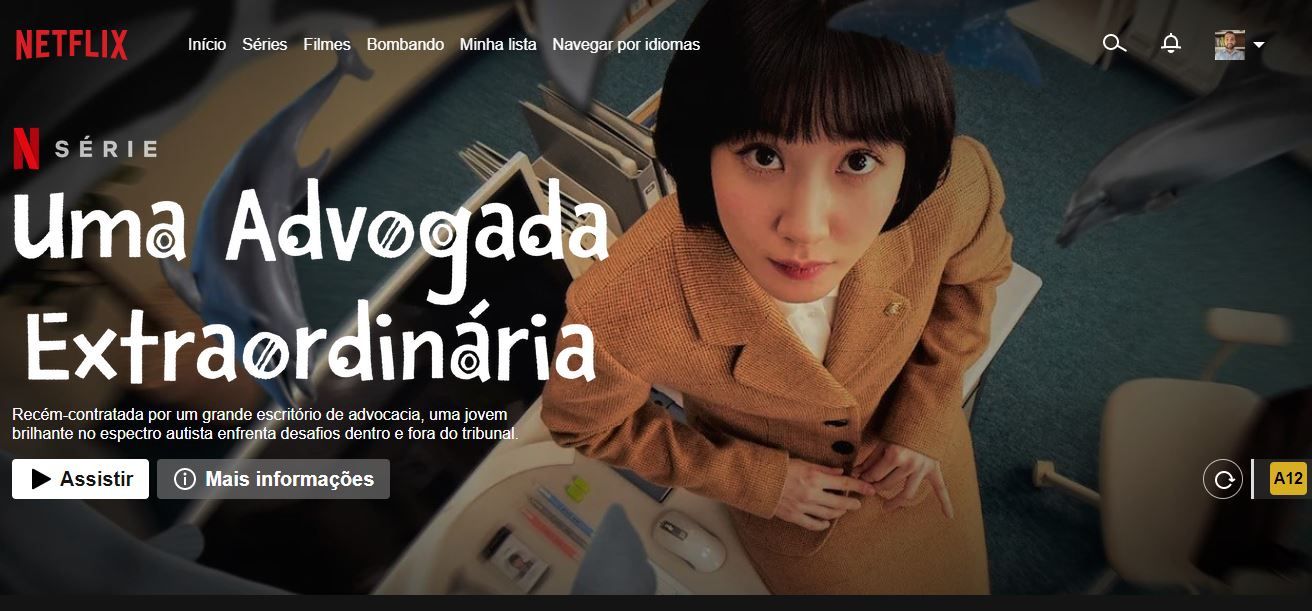 NETFLIX
Início Séries Filmes Bombando Minha lista Navegar por idiomas
N SÉRIE
Uma Advogada
Extraordinária
Recém-contratada por um grande escritório de advocacia, uma jovem
brilhante no espectro autista enfrenta desafios dentro e fora do tribunal.
Assistir
Mais informações
A12